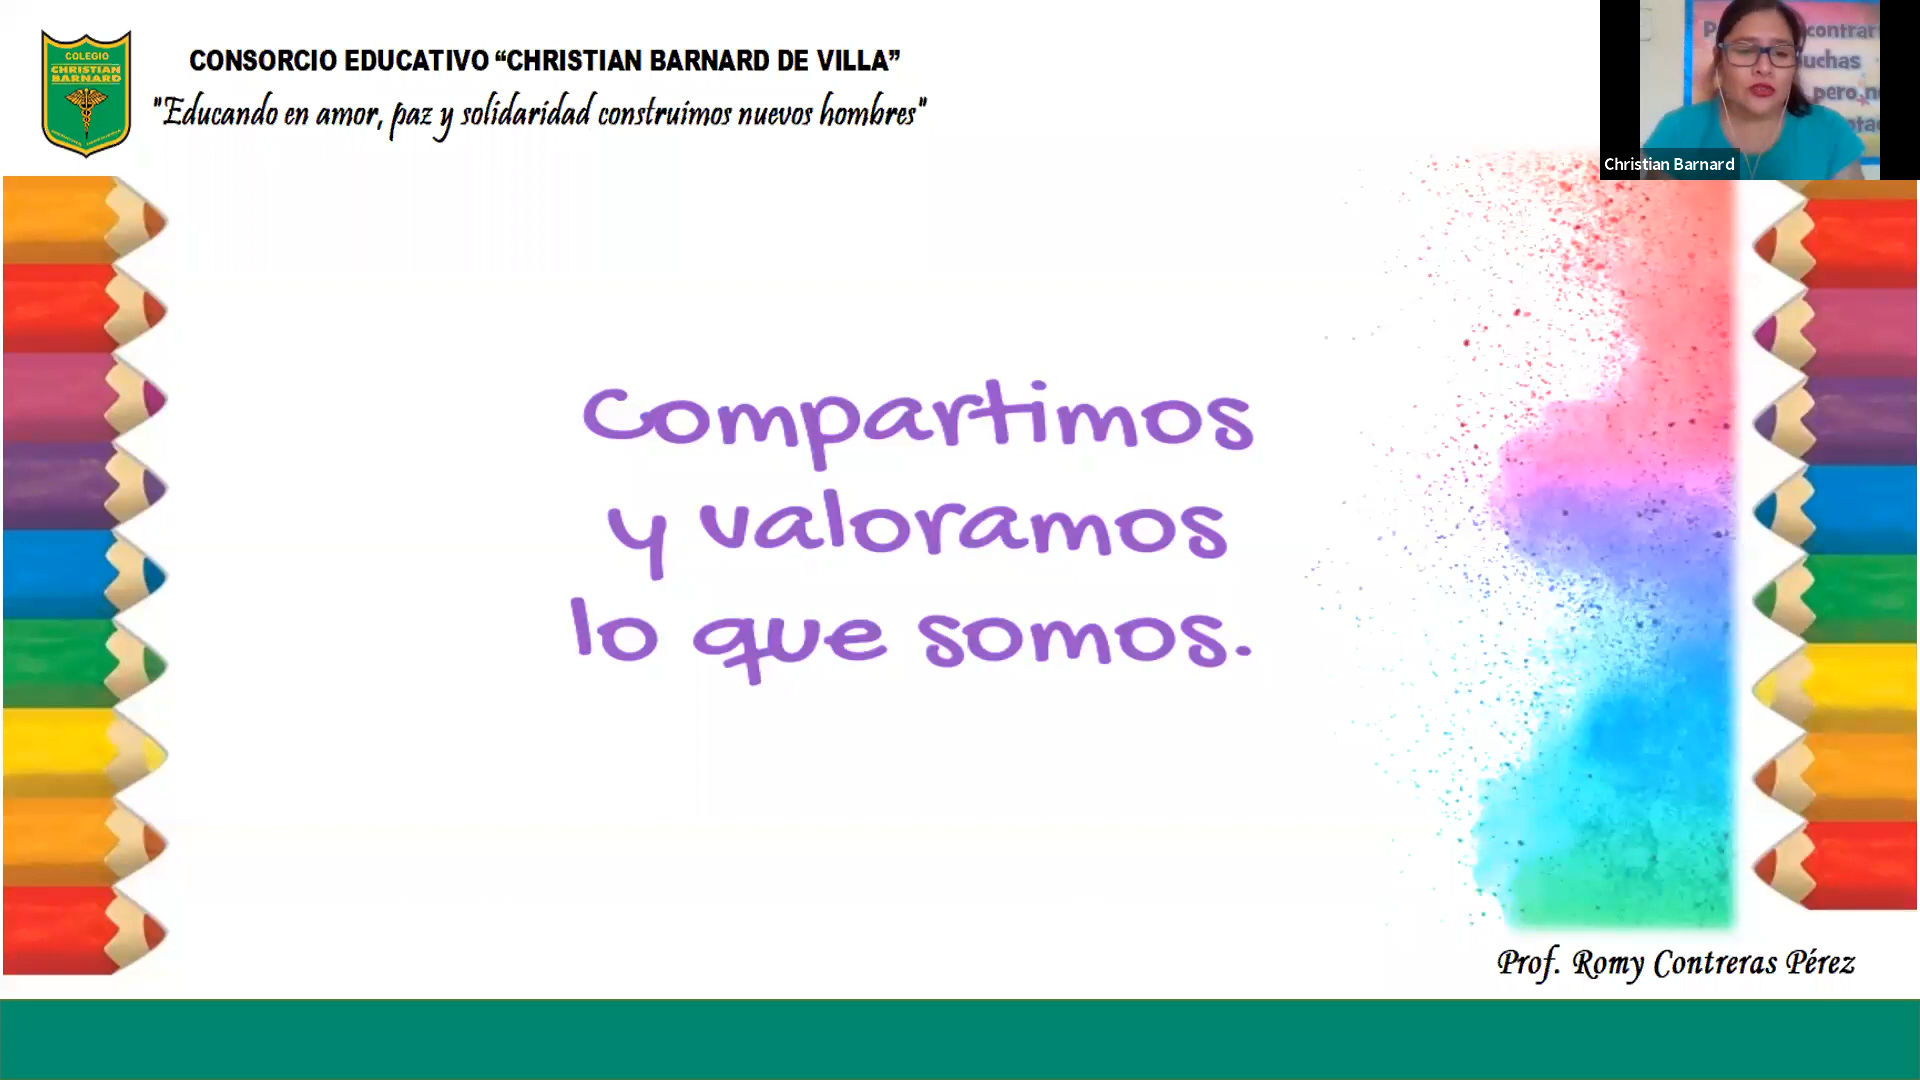 COLEGIO
CHRISTIAN
BARNARD
CONSORCIO EDUCATIVO “CHRISTIAN BARNARD DE VILLA”
"Educando en amor, paz y solidaridad construimos nuevos hombres"
Christian Barnard
Compartimos
y valoramos
lo que somos.
Prof. Romy Contreras Pérez